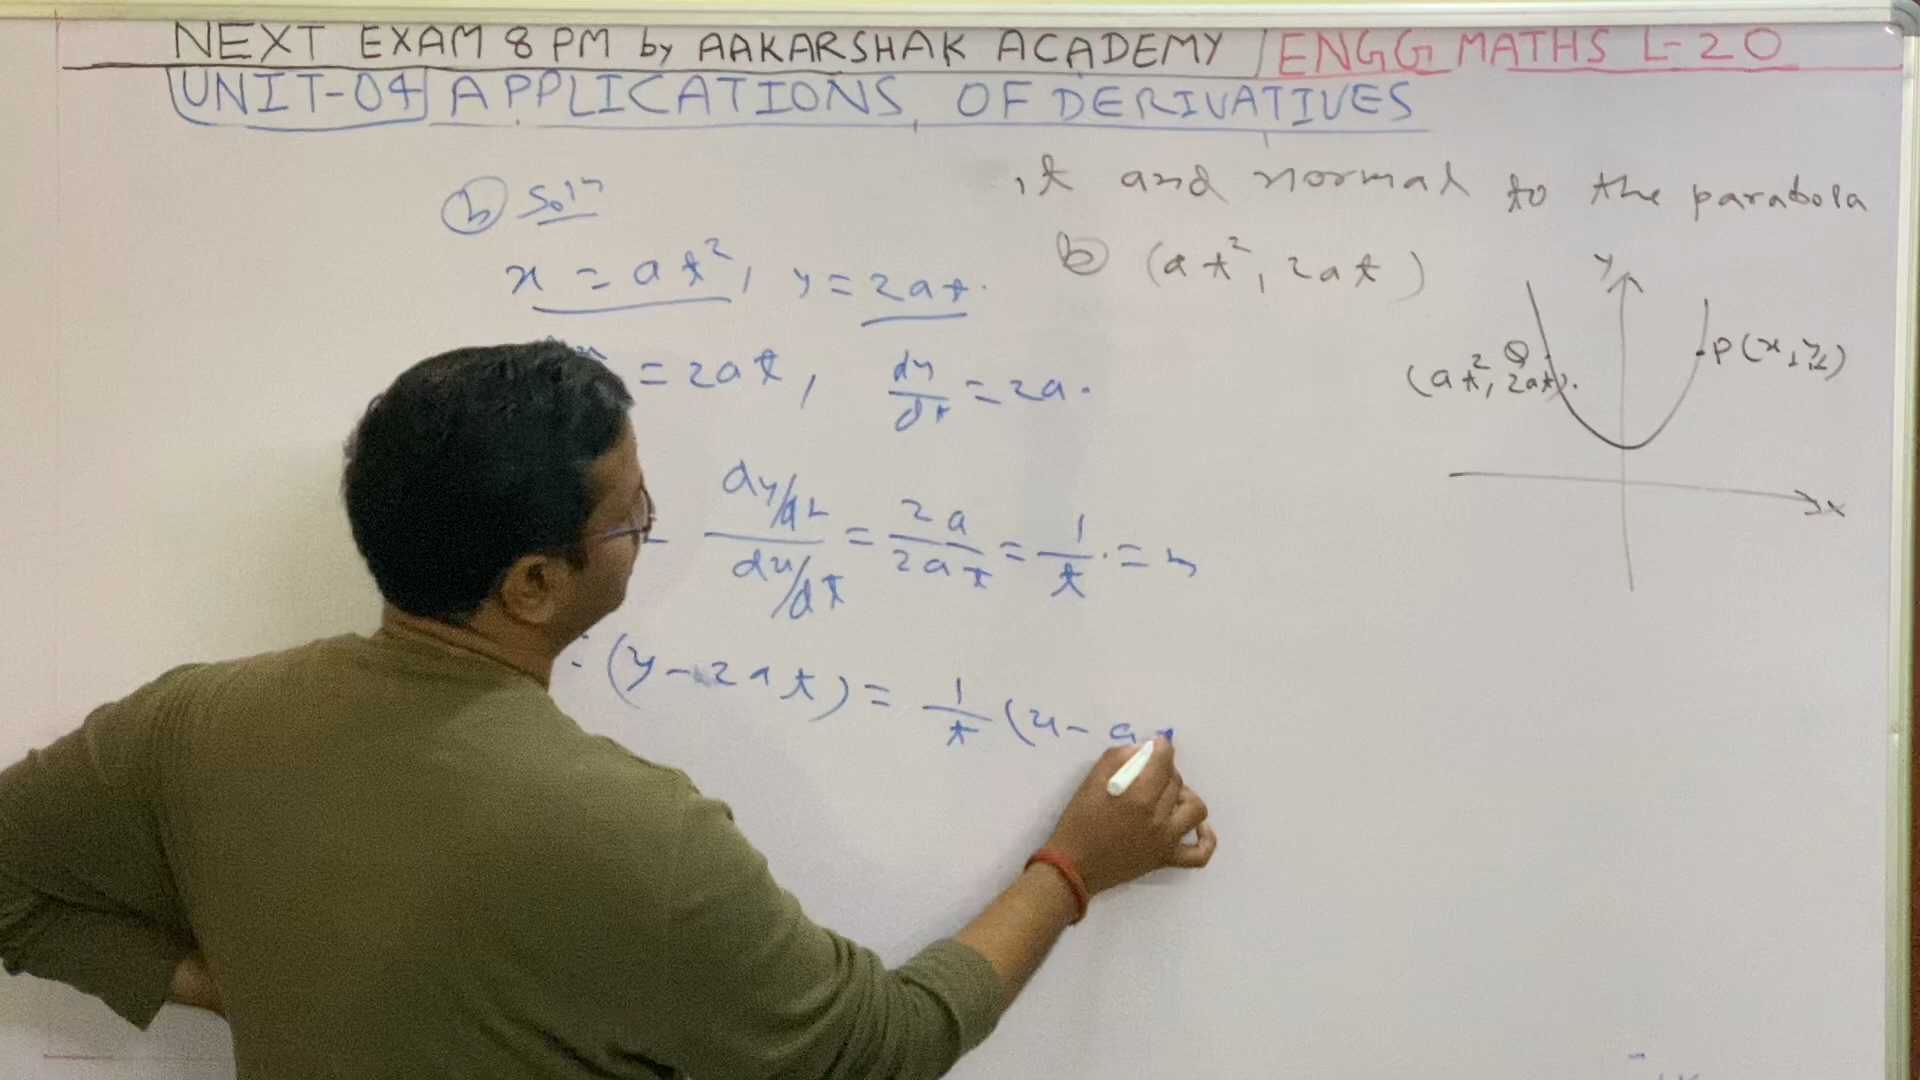 NEXT EXAM 8 PM by AAKARSHAK ACADEMY | ENGG MATHS L-20
UNIT-04 APPLICATIONS OF DERIVATIVES
(b) Soln
x = at², y = 2at.
= 2at, dy/dt = 2a.
dy/dt / dx/dt = 2a/2at = 1/t . = m
(y - 2at) = 1/t (x - a
and normal to the parabola
(b) (at², 2at)
y
Q
P(x₁, y₁)
(at², 2at).
x